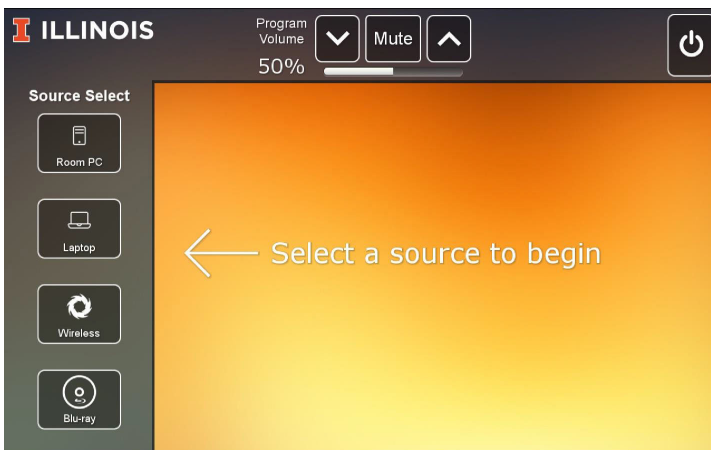 ILLINOIS
Program
Volume
50%
Mute
Source Select
Room PC
Laptop
Wireless
Blu-ray
Select a source to begin